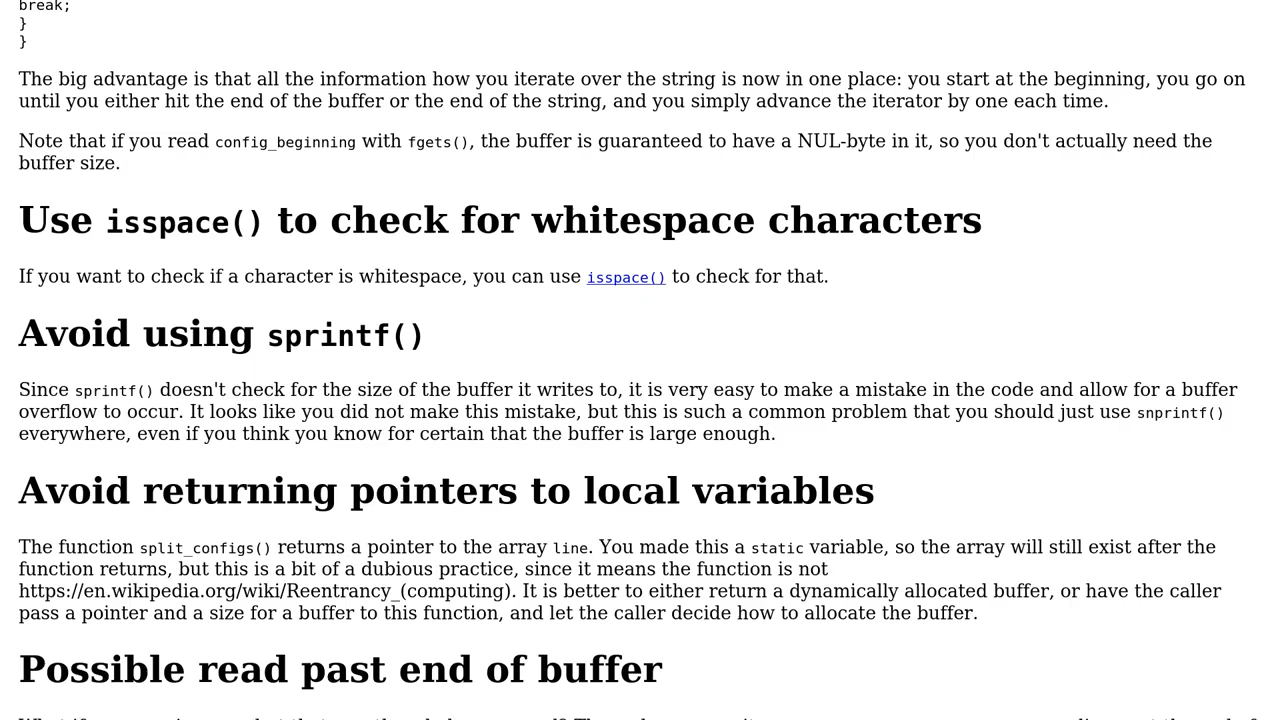 break;
}
}
The big advantage is that all the information how you iterate over the string is now in one place: you start at the beginning, you go on
until you either hit the end of the buffer or the end of the string, and you simply advance the iterator by one each time.
Note that if you read config_beginning with fgets(), the buffer is guaranteed to have a NUL-byte in it, so you don't actually need the
buffer size.
Use isspace() to check for whitespace characters
If you want to check if a character is whitespace, you can use isspace() to check for that.
Avoid using sprintf()
Since sprintf() doesn't check for the size of the buffer it writes to, it is very easy to make a mistake in the code and allow for a buffer
overflow to occur. It looks like you did not make this mistake, but this is such a common problem that you should just use snprintf()
everywhere, even if you think you know for certain that the buffer is large enough.
Avoid returning pointers to local variables
The function split_configs() returns a pointer to the array line. You made this a static variable, so the array will still exist after the
function returns, but this is a bit of a dubious practice, since it means the function is not
https://en.wikipedia.org/wiki/Reentrancy_(computing). It is better to either return a dynamically allocated buffer, or have the caller
pass a pointer and a size for a buffer to this function, and let the caller decide how to allocate the buffer.
Possible read past end of buffer